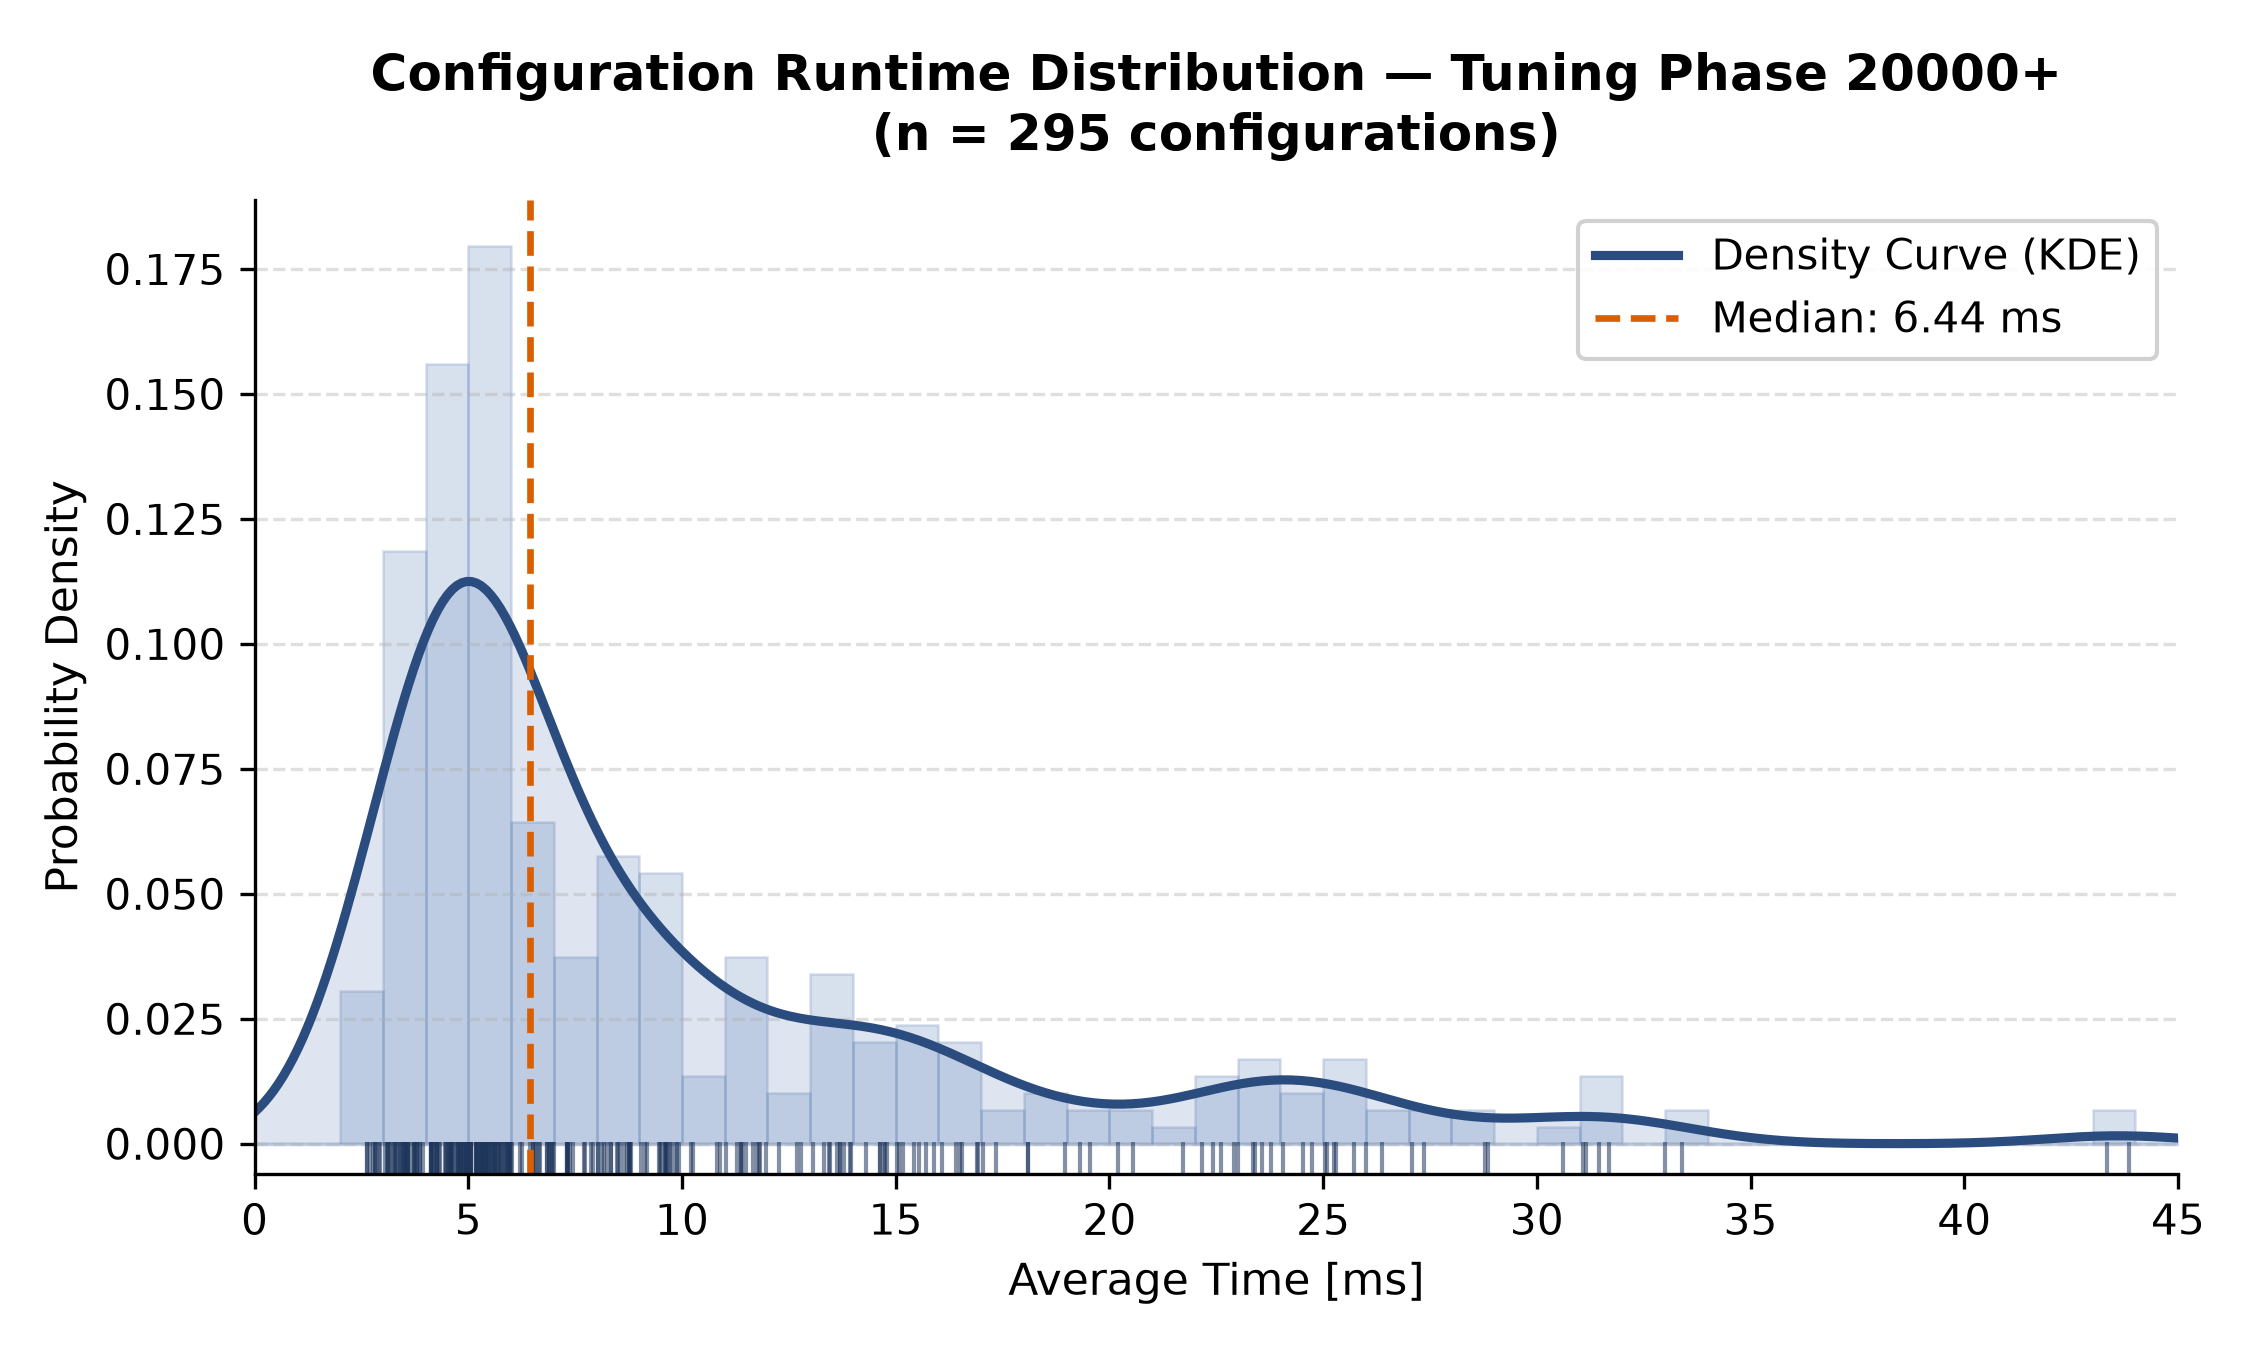 Configuration Runtime Distribution — Tuning Phase 20000+
(n = 295 configurations)
Density Curve (KDE)
Median: 6.44 ms
Probability Density
0.175
0.150
0.125
0.100
0.075
0.050
0.025
0.000
0 5 10 15 20 25 30 35 40 45
Average Time [ms]